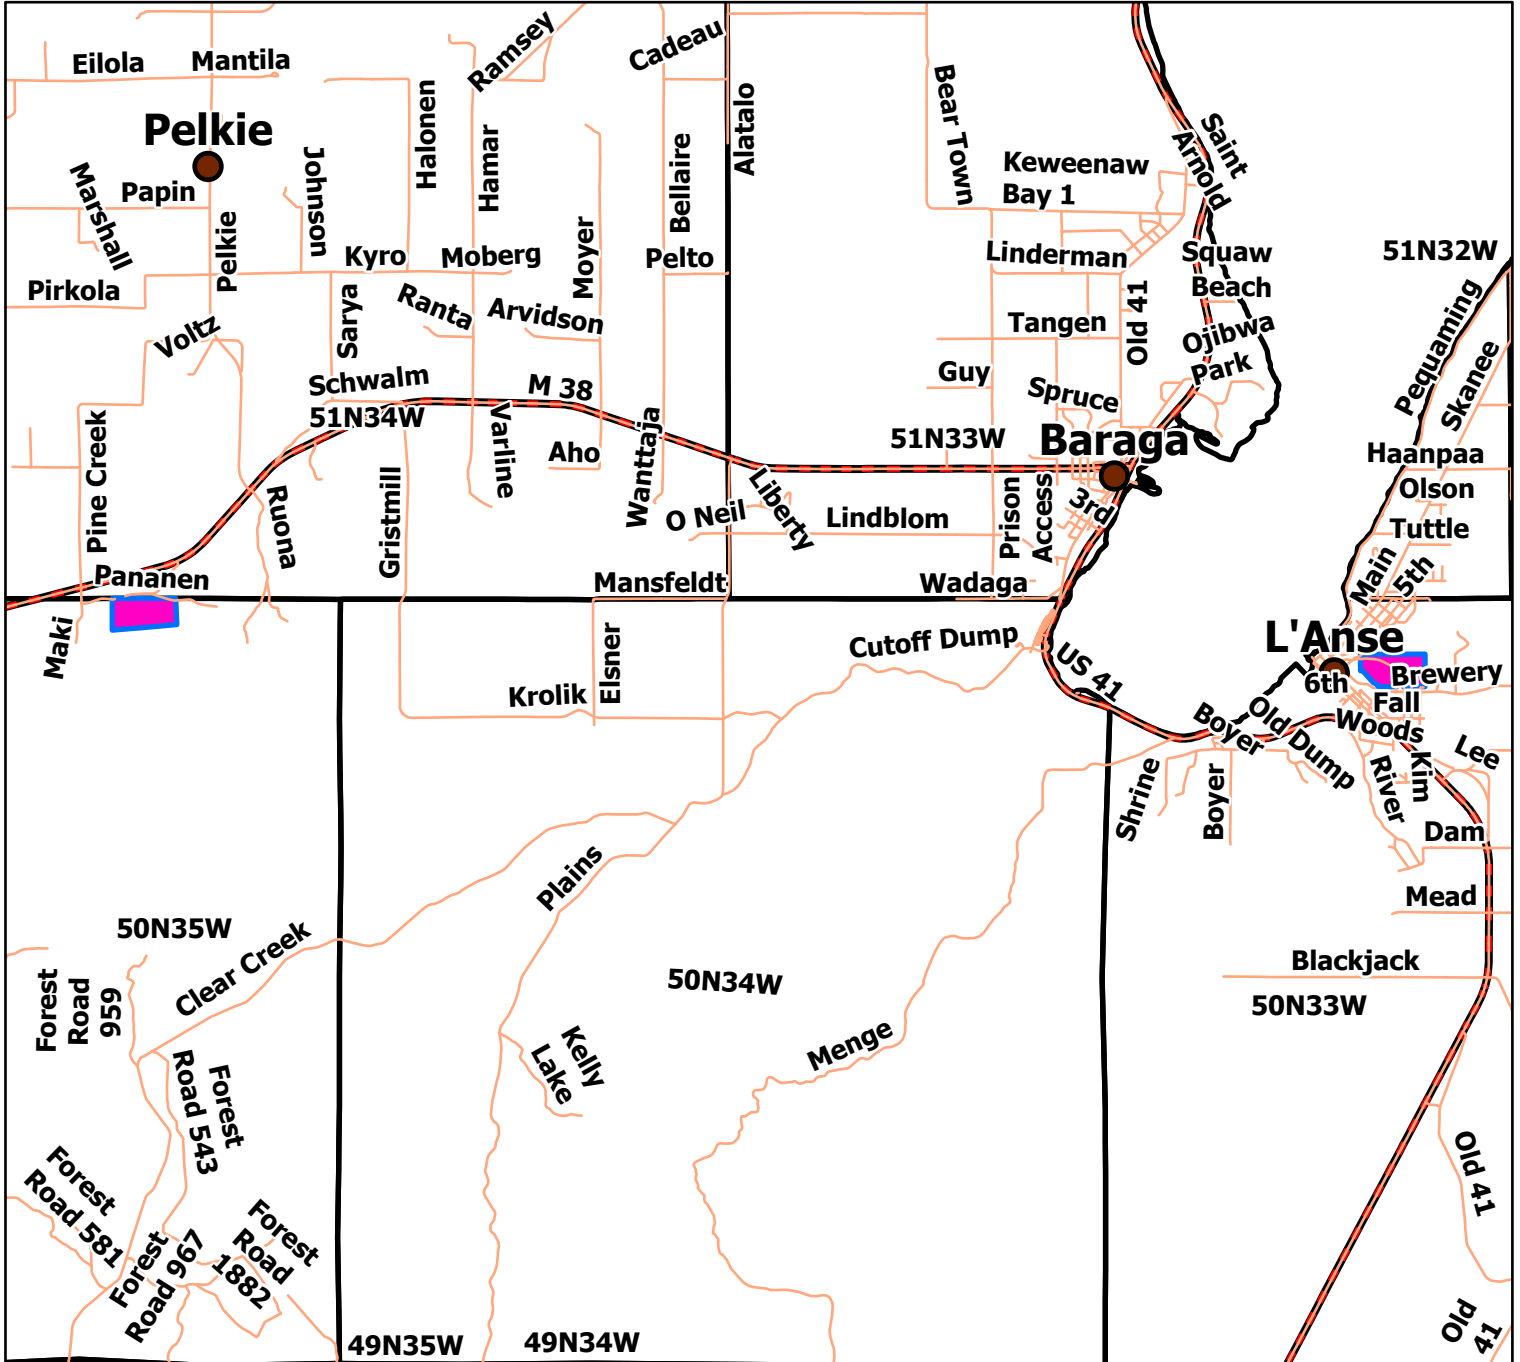 Eilola
Mantila
Ramsey
Cadeau
Pelkie
Halonen
Hamar
Alatalo
Bear Town
Saint
Arnold
Keweenaw
Bay 1
Marshall
Papin
Johnson
Bellaire
Pelkie
Kyro
Moberg
Moyer
Pelto
Linderman
Squaw
Beach
51N32W
Pirkola
Voltz
Sarya
Ranta
Arvidson
Tangen
Old 41
Ojibwa
Park
Pequaming
Skanee
Schwalm
M 38
51N34W
Guy
Spruce
Pine Creek
Varline
Aho
Wanttaja
51N33W
Baraga
Haanpaa
Olson
Ruona
Gristmill
O Neil
Liberty
Lindblom
Prison
Access
3rd
Tuttle
Main
5th
Pananen
Mansfeldt
Wadaga
Maki
Elsner
Krolik
Cutoff Dump
US 41
L'Anse
6th
Brewery
Fall
Woods
Boyer
Old Dump
Kim
Lee
River
Shrine
Boyer
Dam
Plains
Mead
50N35W
Clear Creek
Blackjack
50N34W
50N33W
Forest
Road
959
Kelly
Lake
Menge
Forest
Road 543
Forest
Road 581
Forest
Road 967
Forest
Road
1882
Old 41
Old
41
49N35W
49N34W